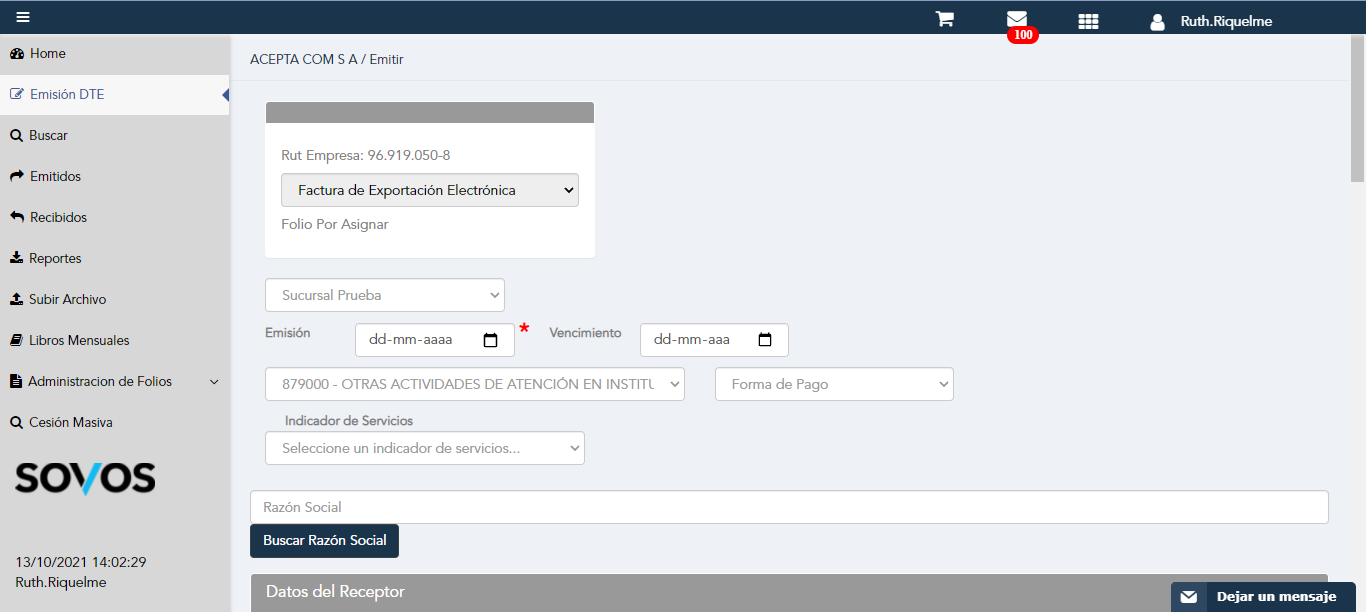 Ruth.Riquelme
100
Home
Emisión DTE
Buscar
Emitidos
Recibidos
Reportes
Subir Archivo
Libros Mensuales
Administracion de Folios
Cesión Masiva
SOVOS
13/10/2021 14:02:29
Ruth.Riquelme
ACEPTA COM S A / Emitir
Rut Empresa: 96.919.050-8
Factura de Exportación Electrónica
Folio Por Asignar
Sucursal Prueba
Emisión dd-mm-aaaa * Vencimiento dd-mm-aaa
879000 - OTRAS ACTIVIDADES DE ATENCIÓN EN INSTITU Forma de Pago
Indicador de Servicios
Seleccione un indicador de servicios...
Razón Social
Buscar Razón Social
Datos del Receptor
Dejar un mensaje